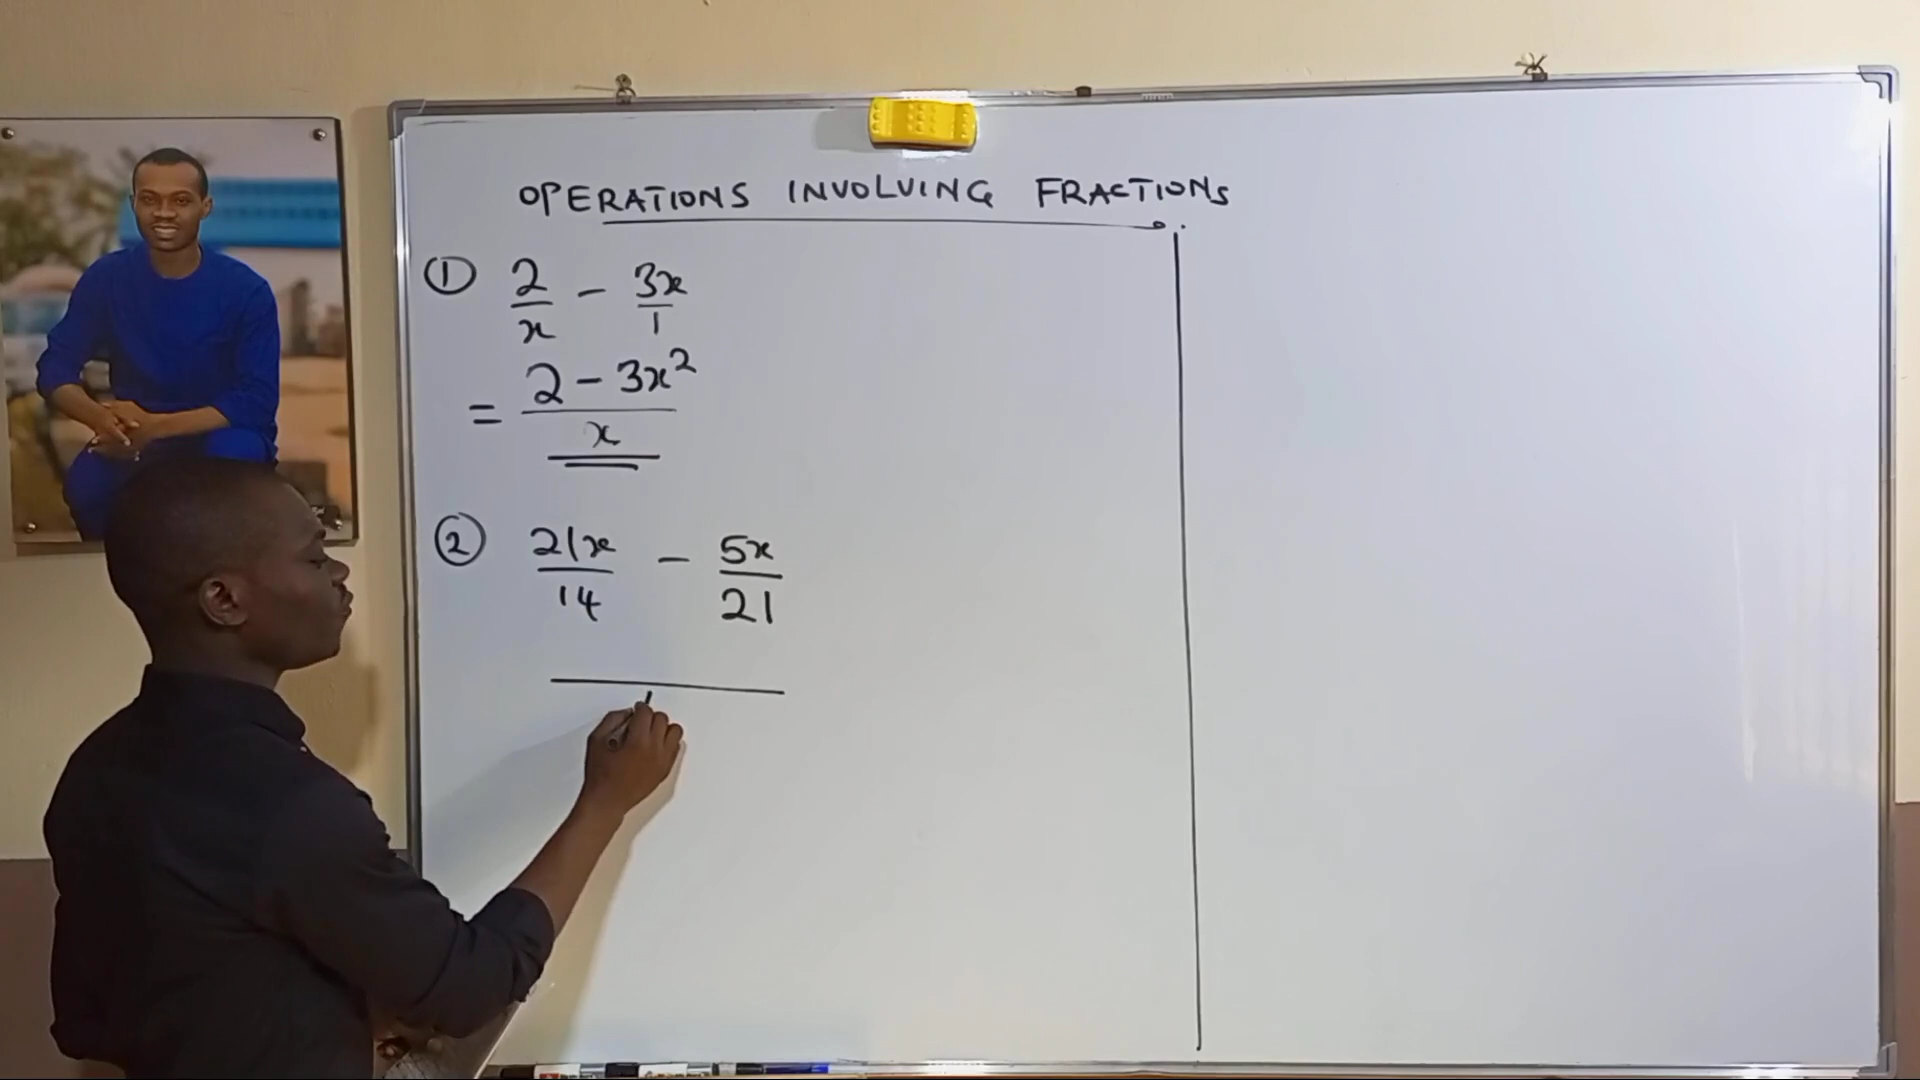 OPERATIONS INVOLVING FRACTIONS
① 2/x - 3x/1
= 2 - 3x²/x
② 21x/14 - 5x/21